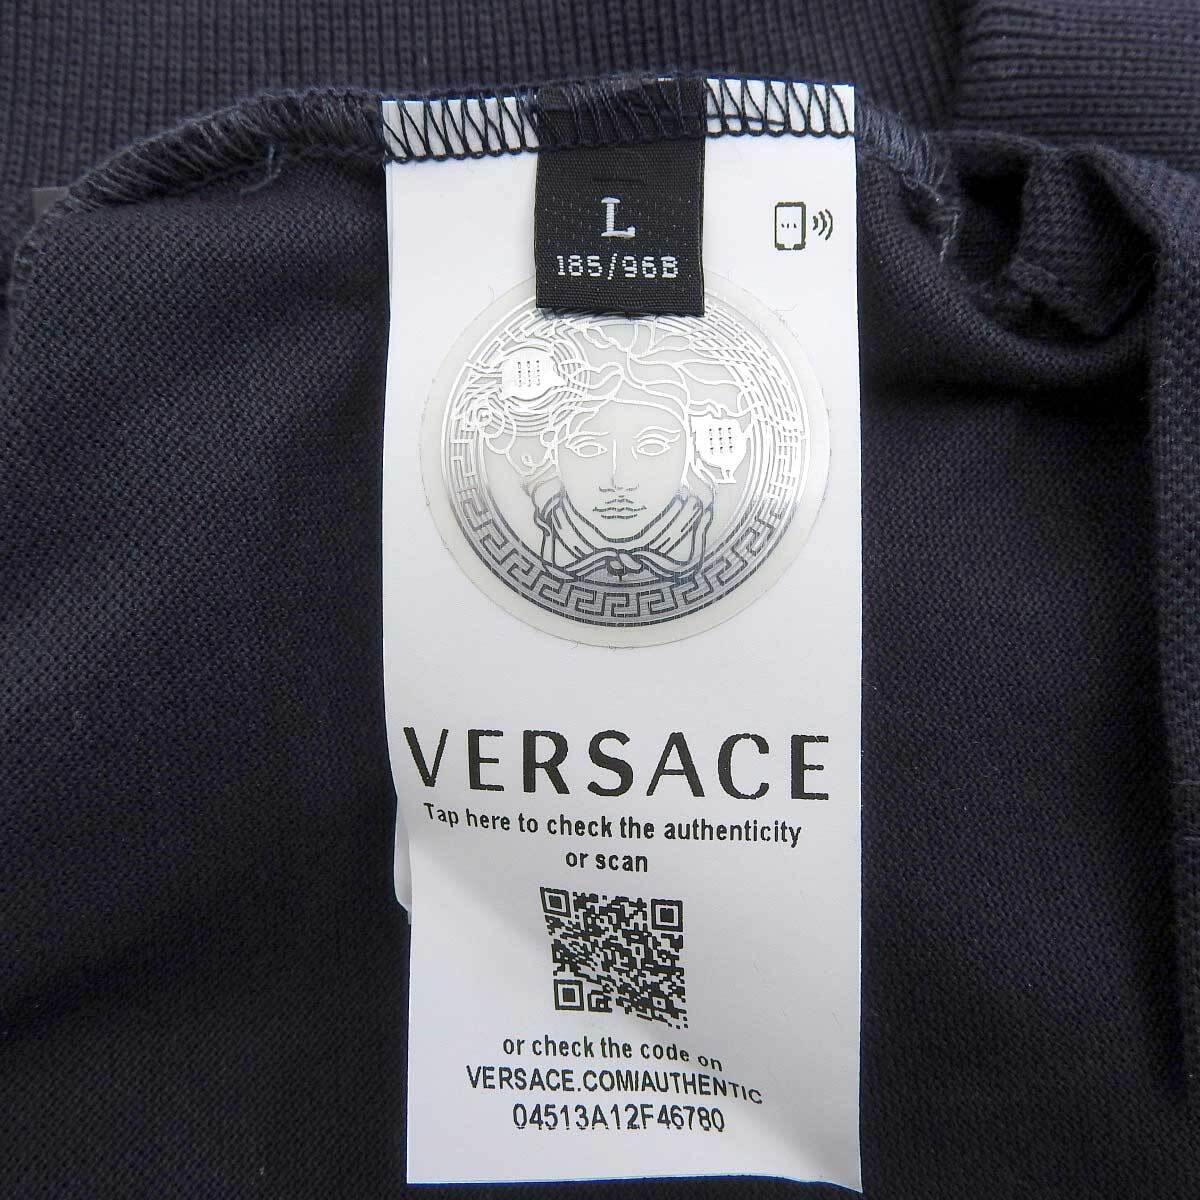 L
185/96B
VERSACE
Tap here to check the authenticity
or scan
or check the code on
VERSACE.COM/AUTHENTIC
04513A12F46780